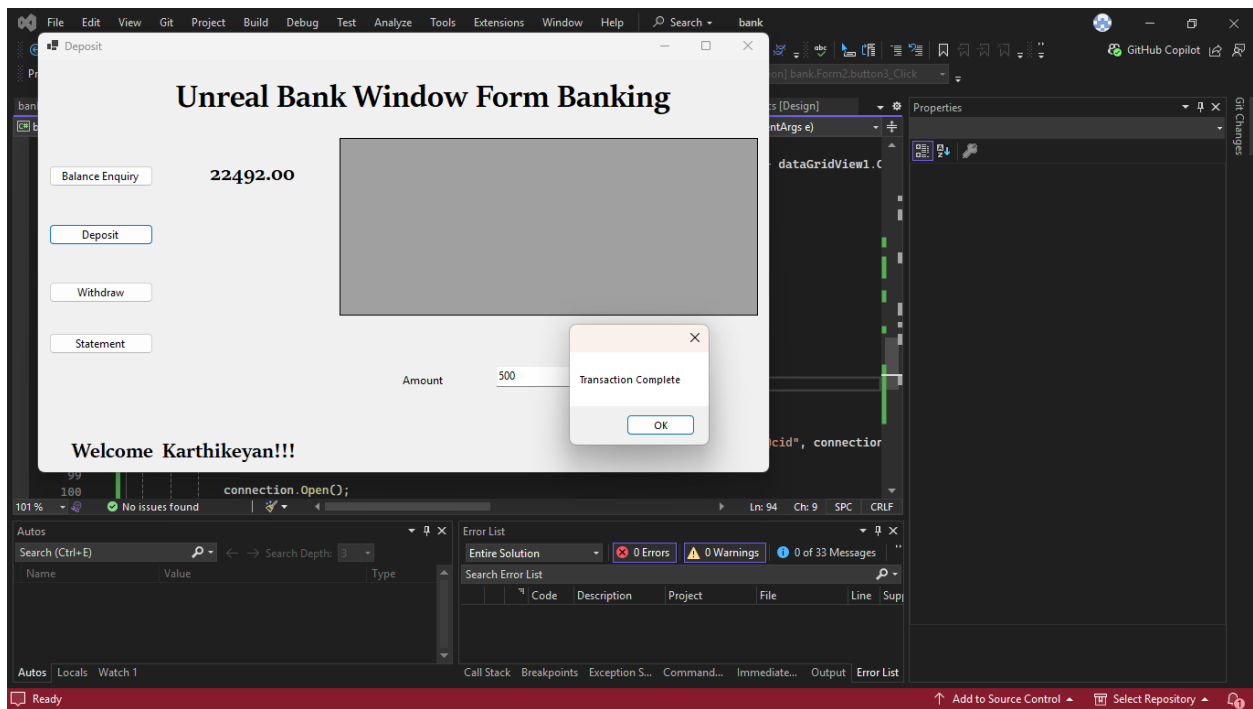 File Edit View Git Project Build Debug Test Analyze Tools Extensions Window Help Search bank
Deposit
GitHub Copilot
bank.Form2.button3_Click
Unreal Bank Window Form Banking
[Design]
Properties
Git Changes
dataGridView1.C
Balance Enquiry
22492.00
Deposit
Withdraw
Statement
Amount
500
Transaction Complete
OK
cid", connection
Welcome Karthikeyan!!!
99
100 connection.Open();
101 % No issues found Ln: 94 Ch: 9 SPC CRLF
Autos
Search (Ctrl+E) Search Depth: 3
Name Value Type
Error List
Entire Solution 0 Errors 0 Warnings 0 of 33 Messages
Search Error List
Code Description Project File Line
Autos Locals Watch 1
Call Stack Breakpoints Exception S... Command... Immediate... Output Error List
Ready Add to Source Control Select Repository